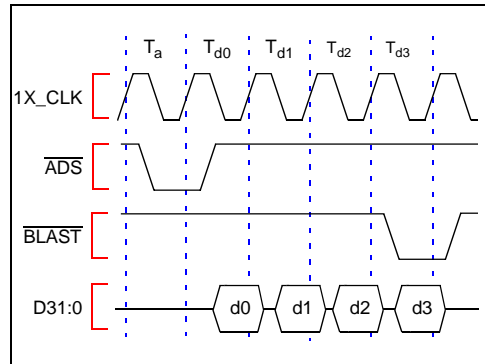 Ta Td0 Td1 Td2 Td3
1X_CLK
ADS
BLAST
D31:0 d0 d1 d2 d3